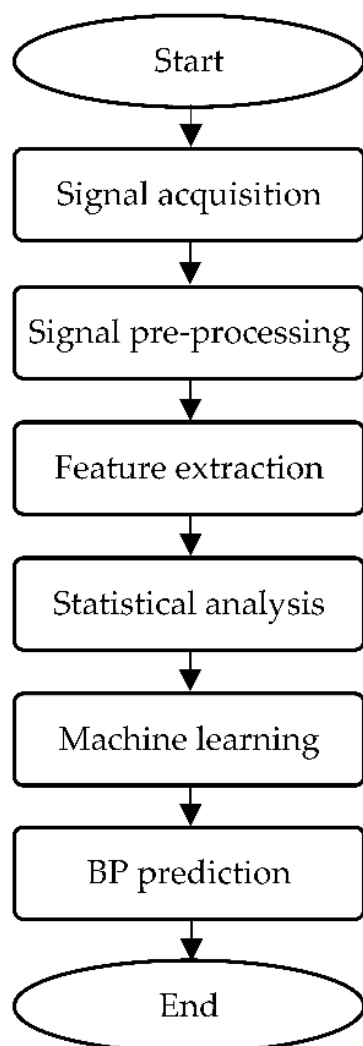 Start
Signal acquisition
Signal pre-processing
Feature extraction
Statistical analysis
Machine learning
BP prediction
End